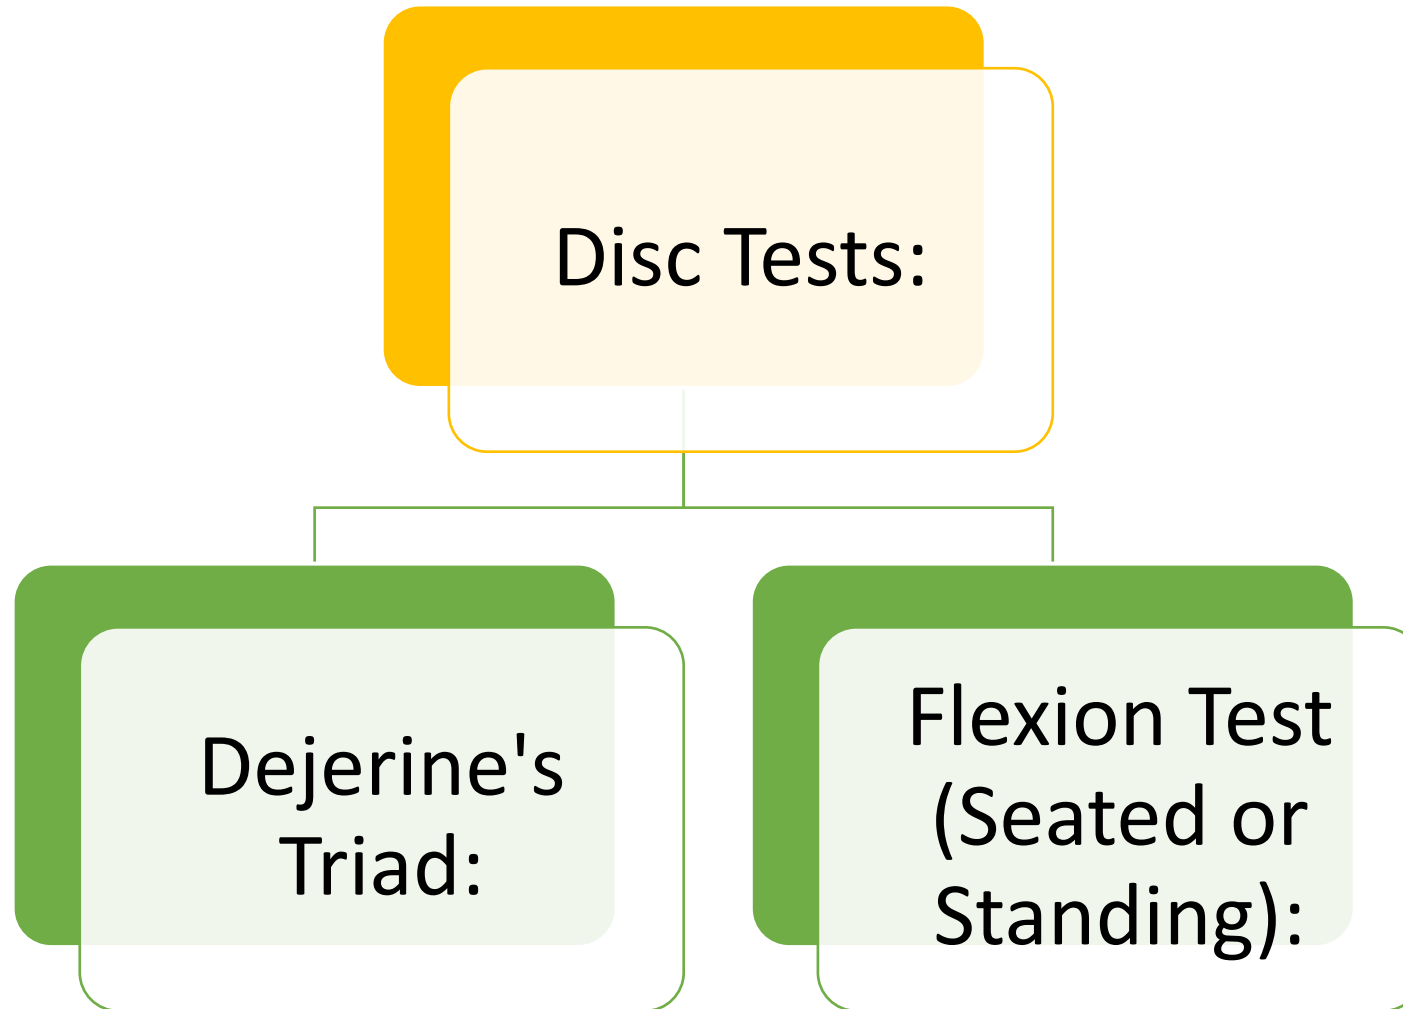 Disc Tests:
Dejerine's
Triad:
Flexion Test
(Seated or
Standing):